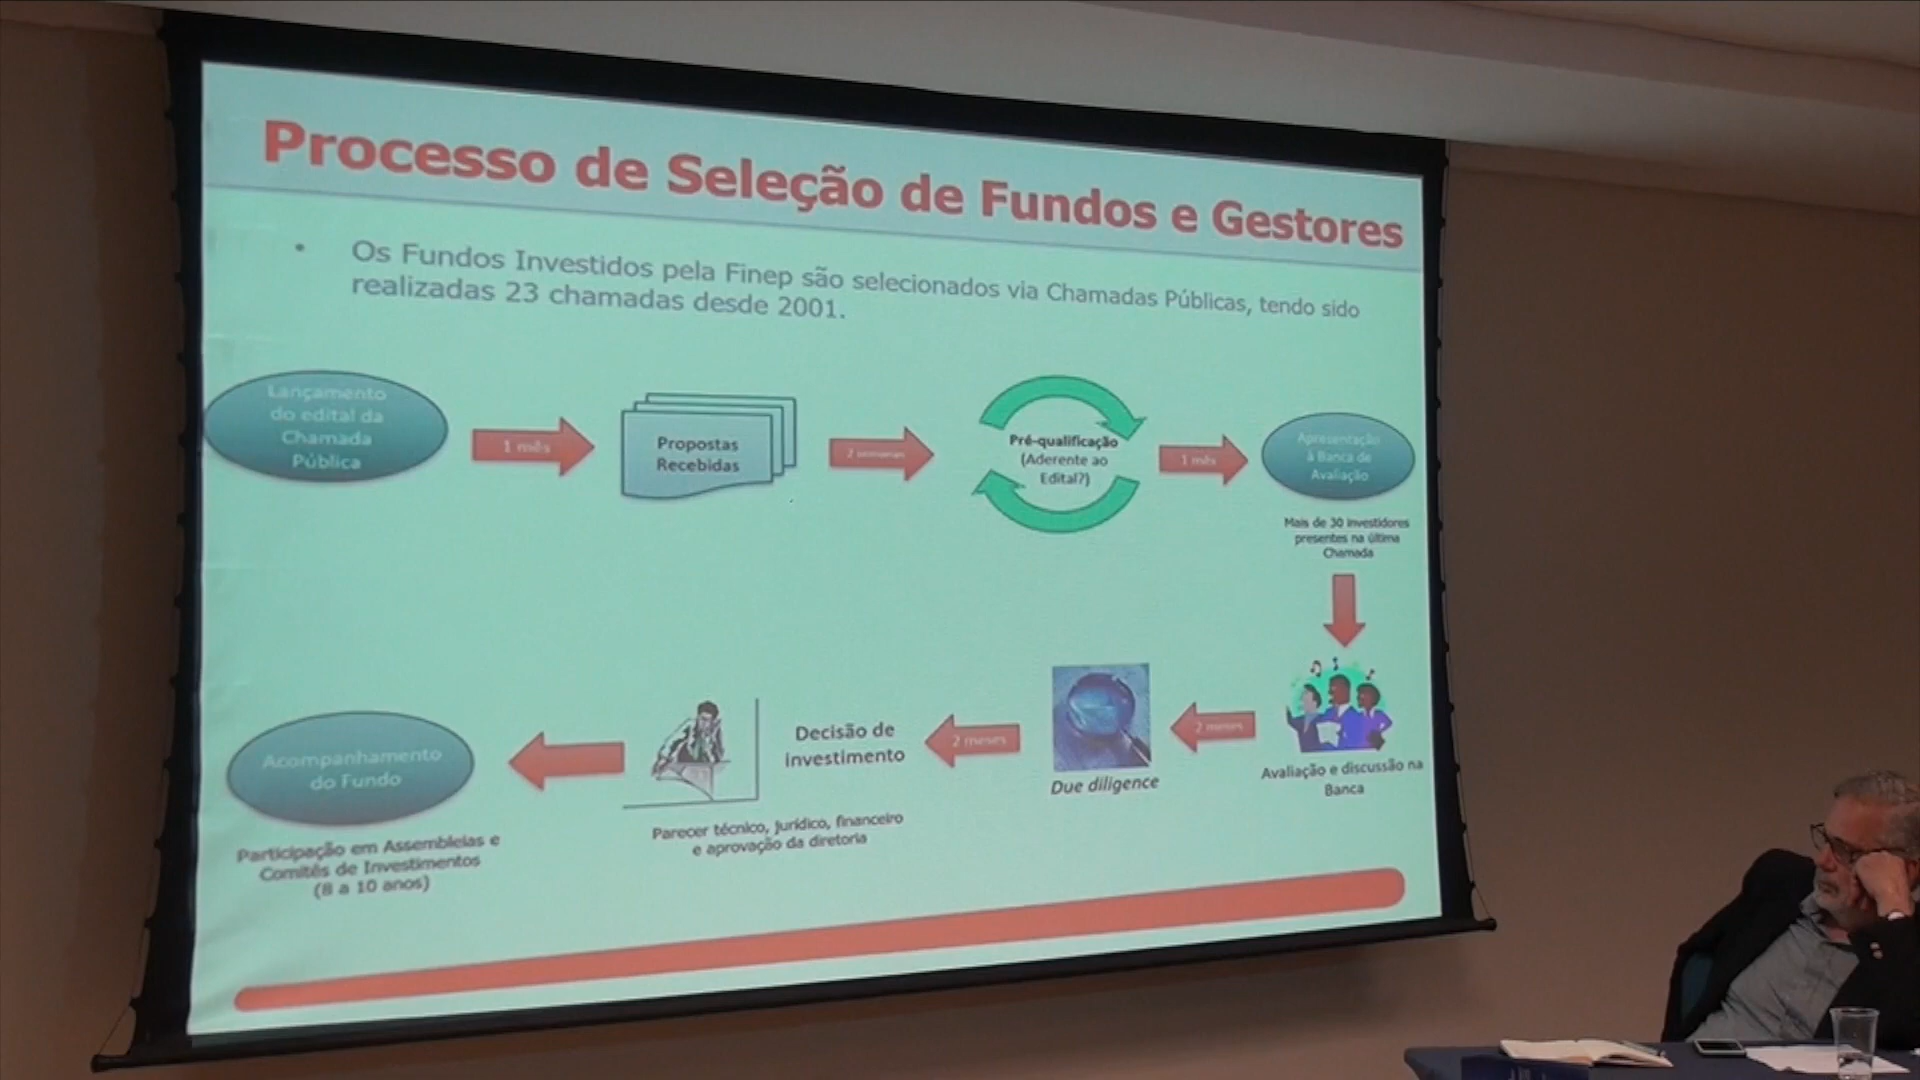 Processo de Seleção de Fundos e Gestores
• Os Fundos Investidos pela Finep são selecionados via Chamadas Públicas, tendo sido
realizadas 23 chamadas desde 2001.
Lançamento
do edital da
Chamada
Pública
1 mês
Propostas
Recebidas
2 semanas
Pré-qualificação
(Aderente ao
Edital?)
1 mês
Apresentação
à Banca de
Avaliação
Mais de 30 investidores
presentes na última
Chamada
Avaliação e discussão na
Banca
2 meses
Due diligence
2 meses
Decisão de
investimento
Parecer técnico, jurídico, financeiro
e aprovação da diretoria
Acompanhamento
do Fundo
Participação em Assembleias e
Comitês de Investimentos
(8 a 10 anos)